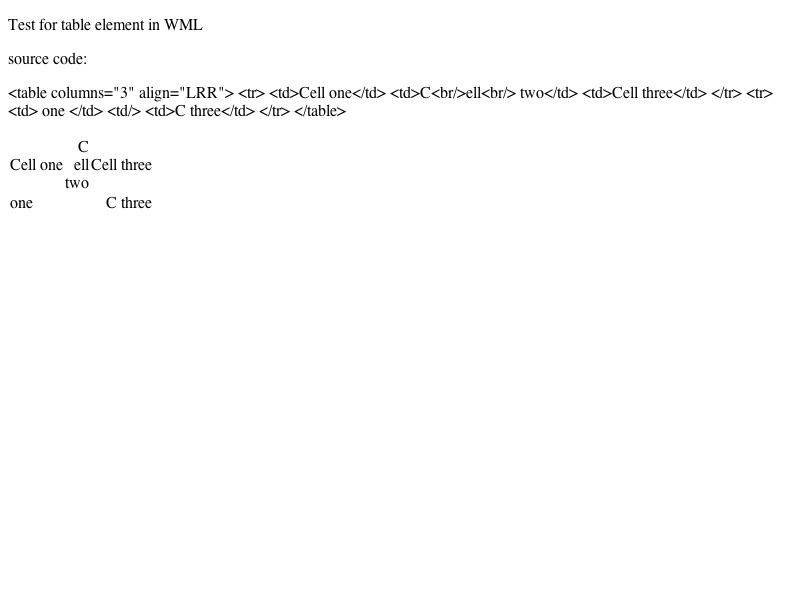 Test for table element in WML
source code:
<table columns="3" align="LRR"> <tr> <td>Cell one</td> <td>C<br/>ell<br/> two</td> <td>Cell three</td> </tr> <tr>
<td> one </td> <td/> <td>C three</td> </tr> </table>
C
Cell one ell Cell three
two
one C three